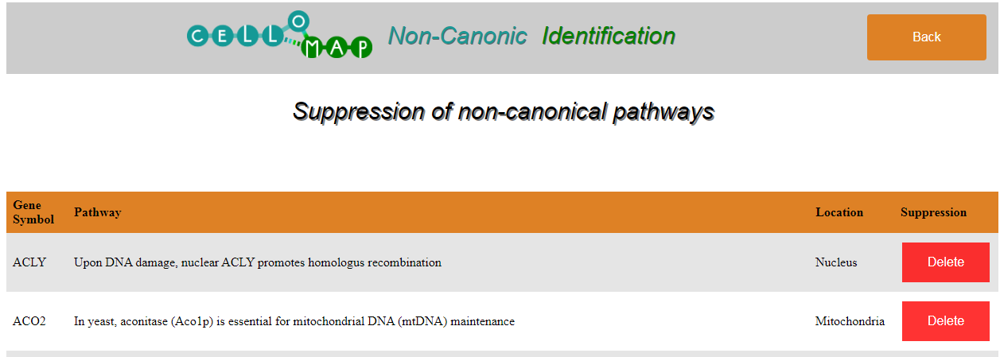 CELLO MAP Non-Canonic Identification Back
Suppression of non-canonical pathways
Gene Symbol Pathway Location Suppression
ACLY Upon DNA damage, nuclear ACLY promotes homologus recombination Nucleus Delete
ACO2 In yeast, aconitase (Aco1p) is essential for mitochondrial DNA (mtDNA) maintenance Mitochondria Delete